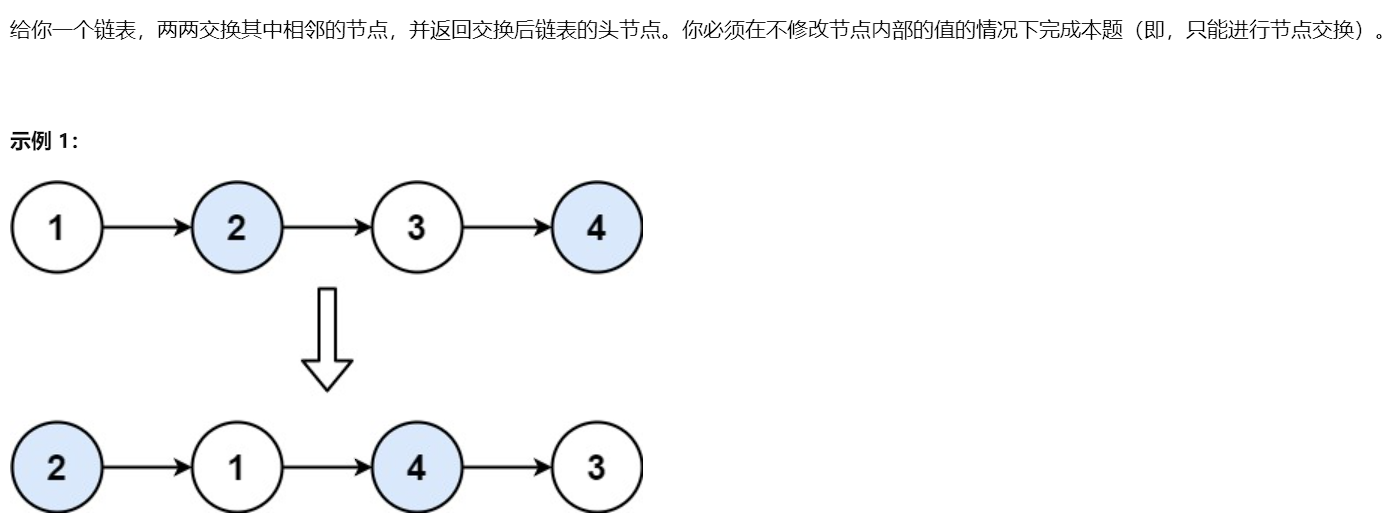 给你一个链表，两两交换其中相邻的节点，并返回交换后链表的头节点。你必须在不修改节点内部的值的情况下完成本题（即，只能进行节点交换）。
示例 1：
1 2 3 4
2 1 4 3